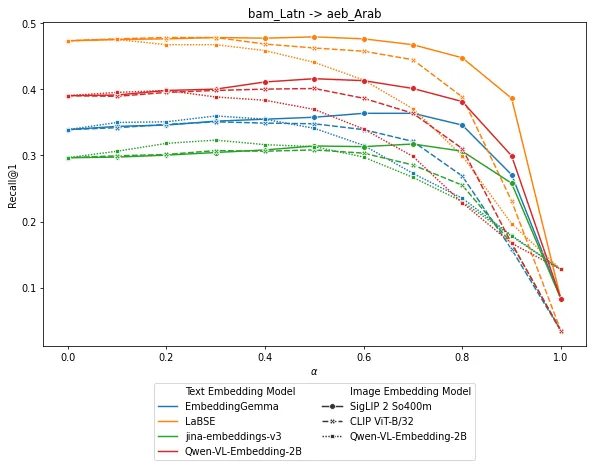 bam_Latn -> aeb_Arab
0.5
0.4
0.3
0.2
0.1
Recall@1
0.0 0.2 0.4 0.6 0.8 1.0
α
Text Embedding Model Image Embedding Model
EmbeddingGemma SigLIP 2 So400m
LaBSE CLIP ViT-B/32
jina-embeddings-v3 Qwen-VL-Embedding-2B
Qwen-VL-Embedding-2B